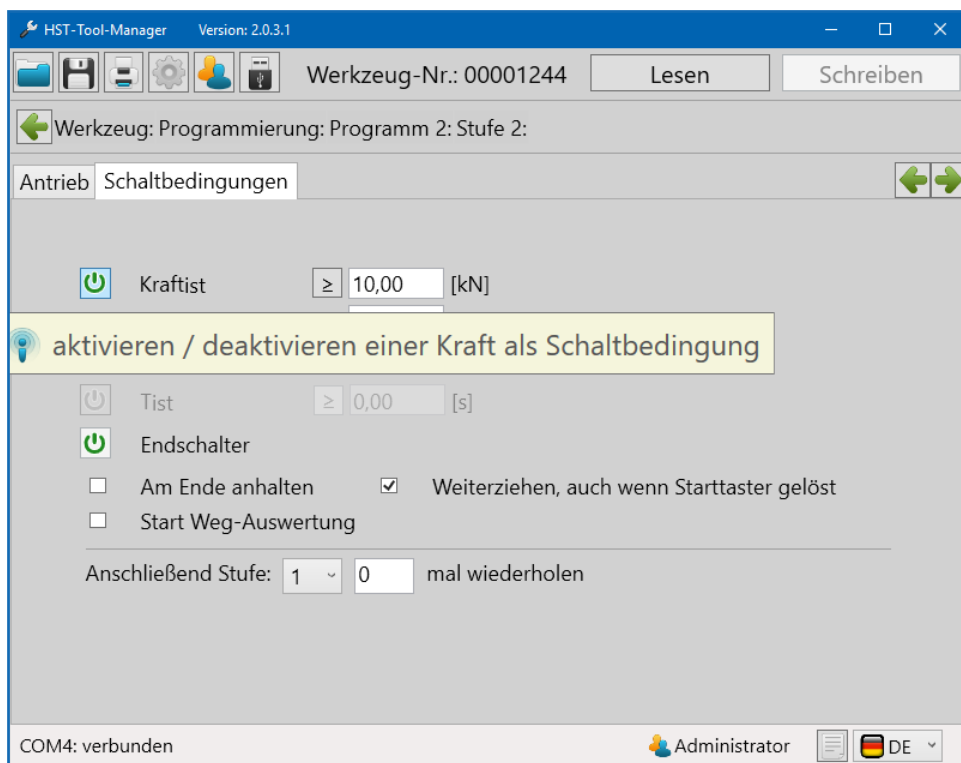 HST-Tool-Manager Version: 2.0.3.1
Werkzeug-Nr.: 00001244 Lesen Schreiben
Werkzeug: Programmierung: Programm 2: Stufe 2:
Antrieb Schaltbedingungen
Kraftist ≥ 10,00 [kN]
aktivieren / deaktivieren einer Kraft als Schaltbedingung
Tist ≥ 0,00 [s]
Endschalter
Am Ende anhalten Weiterziehen, auch wenn Starttaster gelöst
Start Weg-Auswertung
Anschließend Stufe: 1 0 mal wiederholen
COM4: verbunden Administrator DE